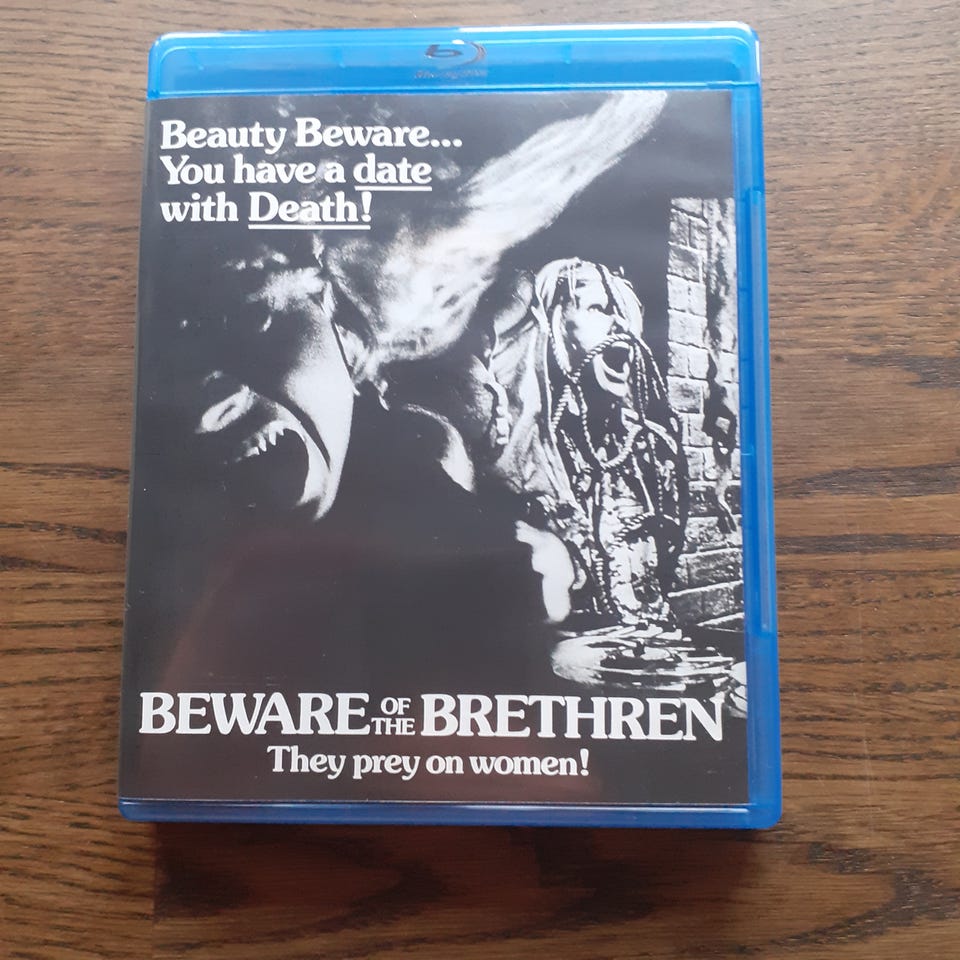 Beauty Beware...
You have a date
with Death!
BEWARE OF THE BRETHREN
They prey on women!